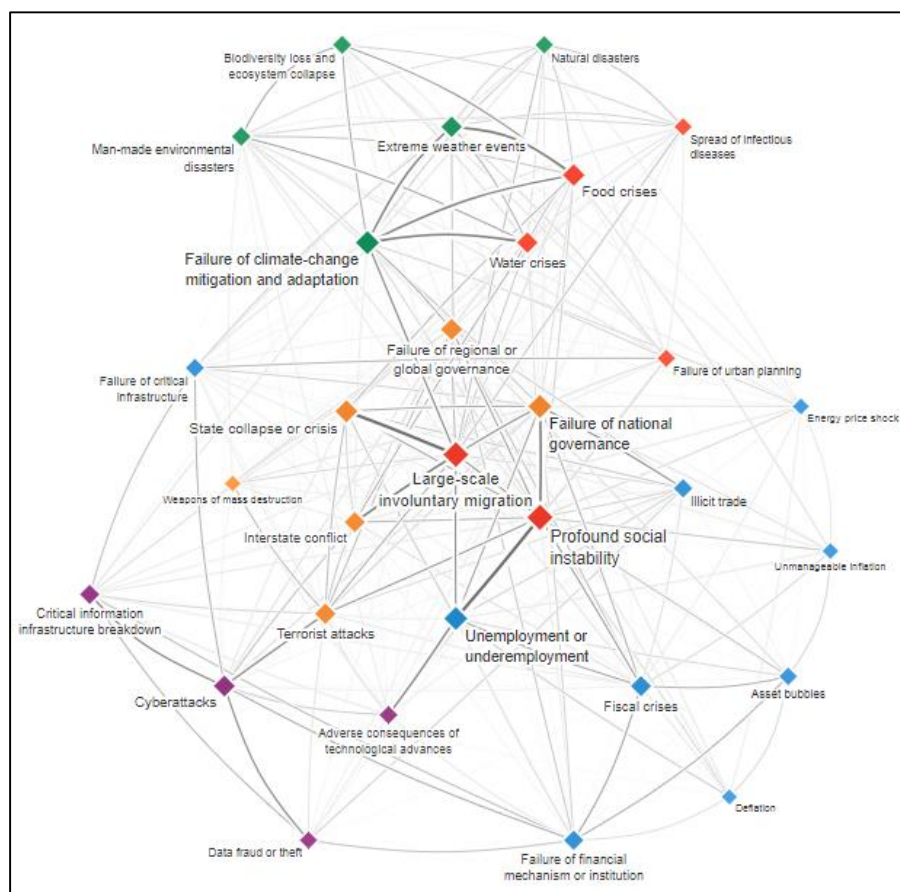 Biodiversity loss and
ecosystem collapse
Natural disasters
Man-made environmental
disasters
Extreme weather events
Spread of infectious
diseases
Food crises
Failure of climate-change
mitigation and adaptation
Water crises
Failure of regional or
global governance
Failure of critical
infrastructure
Failure of urban planning
State collapse or crisis
Failure of national
governance
Energy price shock
Large-scale
involuntary migration
Weapons of mass destruction
Illicit trade
Interstate conflict
Profound social
instability
Unmanageable inflation
Critical information
infrastructure breakdown
Terrorist attacks
Unemployment or
underemployment
Cyberattacks
Fiscal crises
Asset bubbles
Adverse consequences of
technological advances
Deflation
Data fraud or theft
Failure of financial
mechanism or institution